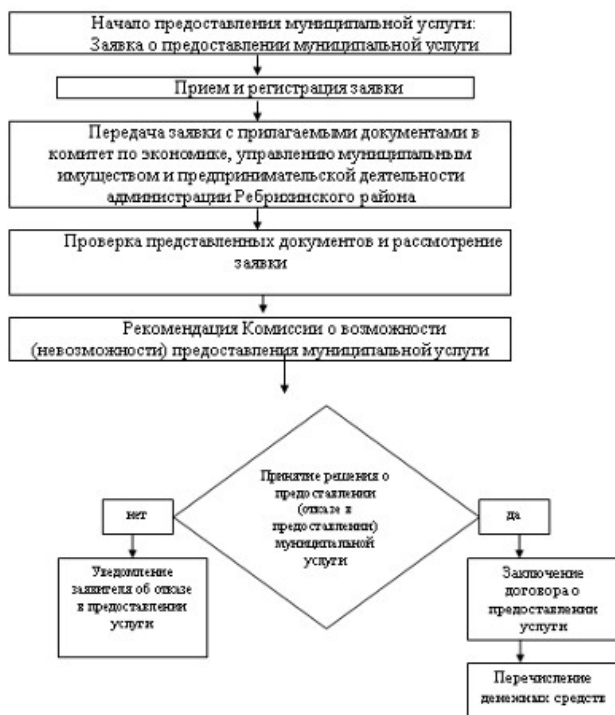 Начало предоставления муниципальной услуги:
Заявка о предоставлении муниципальной услуги
Прием и регистрация заявки
Передача заявки с прилагаемыми документами в
комитет по экономике, управлению муниципальным
имуществом и предпринимательской деятельности
администрации Ребрихинского района
Проверка представленных документов и рассмотрение
заявки
Рекомендация Комиссии о возможности
(невозможности) предоставления муниципальной услуги
Принятие решения о
предоставлении
(отказе в
предоставлении)
муниципальной
услуги
нет
да
Уведомление
заявителя об отказе
в предоставлении
услуги
Заключение
договора о
предоставлении
услуги
Перечисление
денежных средств